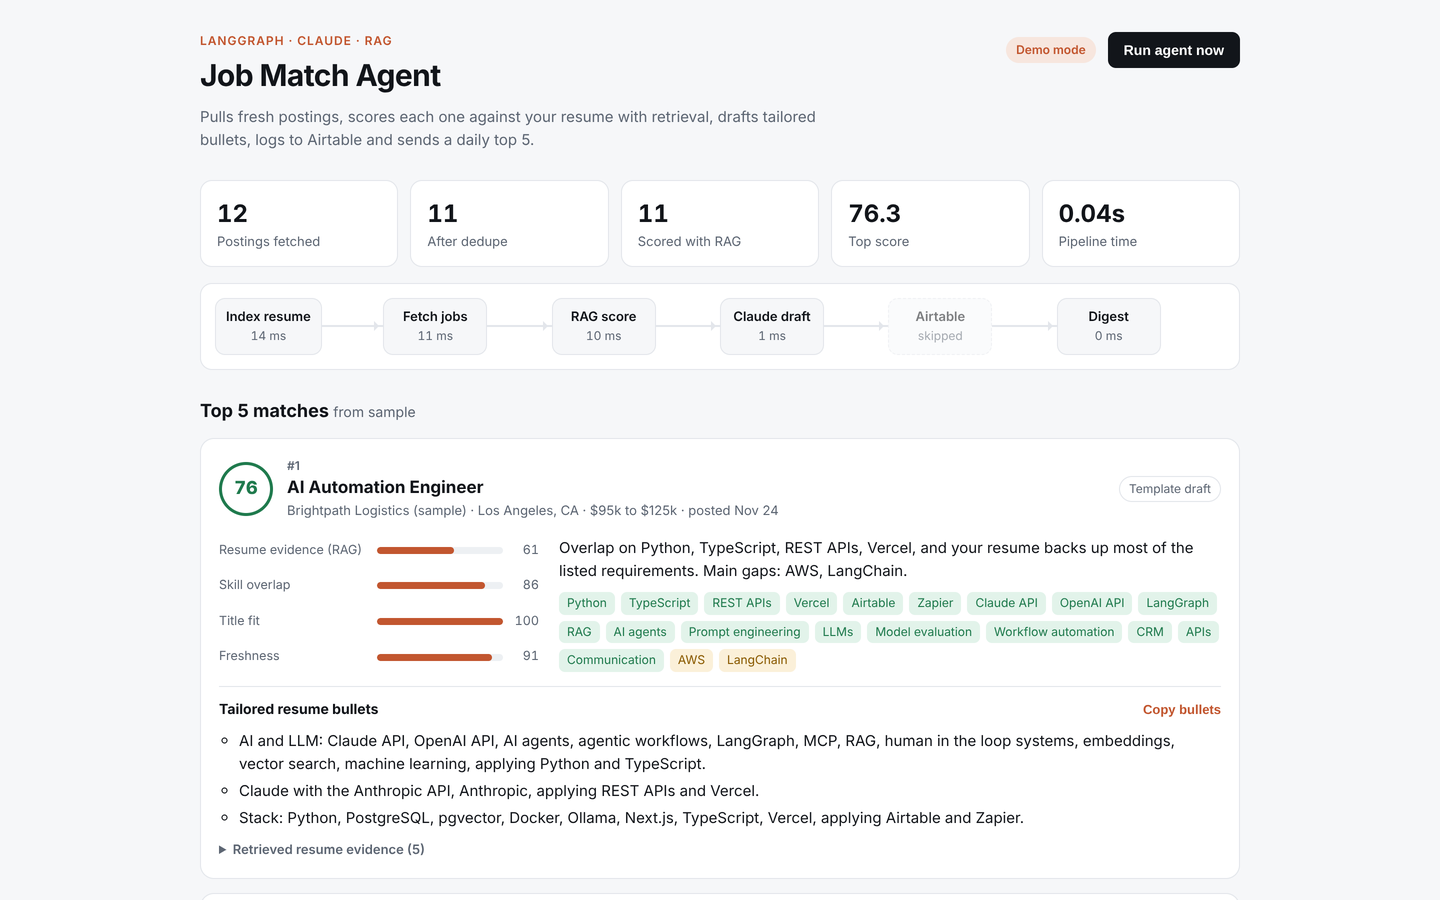 LANGGRAPH · CLAUDE · RAG
Demo mode
Run agent now
Job Match Agent
Pulls fresh postings, scores each one against your resume with retrieval, drafts tailored
bullets, logs to Airtable and sends a daily top 5.
12
Postings fetched
11
After dedupe
11
Scored with RAG
76.3
Top score
0.04s
Pipeline time
Index resume
14 ms
Fetch jobs
11 ms
RAG score
10 ms
Claude draft
1 ms
Airtable
skipped
Digest
0 ms
Top 5 matches from sample
76
#1
AI Automation Engineer
Brightpath Logistics (sample) · Los Angeles, CA · $95k to $125k · posted Nov 24
Template draft
Resume evidence (RAG) 61
Skill overlap 86
Title fit 100
Freshness 91
Overlap on Python, TypeScript, REST APIs, Vercel, and your resume backs up most of the
listed requirements. Main gaps: AWS, LangChain.
Python TypeScript REST APIs Vercel Airtable Zapier Claude API OpenAI API LangGraph
RAG AI agents Prompt engineering LLMs Model evaluation Workflow automation CRM APIs
Communication AWS LangChain
Tailored resume bullets
Copy bullets
AI and LLM: Claude API, OpenAI API, AI agents, agentic workflows, LangGraph, MCP, RAG, human in the loop systems, embeddings,
vector search, machine learning, applying Python and TypeScript.
Claude with the Anthropic API, Anthropic, applying REST APIs and Vercel.
Stack: Python, PostgreSQL, pgvector, Docker, Ollama, Next.js, TypeScript, Vercel, applying Airtable and Zapier.
Retrieved resume evidence (5)